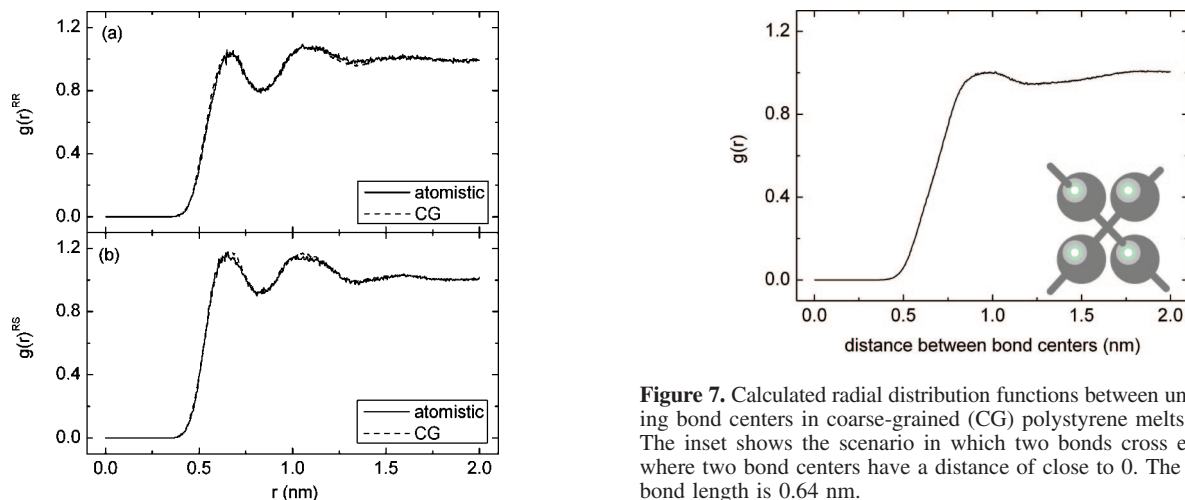 (a)
1.2
0.8
0.4
0.0
g(r)RR
atomistic
CG
(b)
1.2
0.8
0.4
0.0
g(r)RS
atomistic
CG
0.0 0.5 1.0 1.5 2.0
r (nm)
1.2
0.8
0.4
0.0
g(r)
0.0 0.5 1.0 1.5 2.0
distance between bond centers (nm)
Figure 7. Calculated radial distribution functions between un
ing bond centers in coarse-grained (CG) polystyrene melts
The inset shows the scenario in which two bonds cross e
where two bond centers have a distance of close to 0. The
bond length is 0.64 nm.